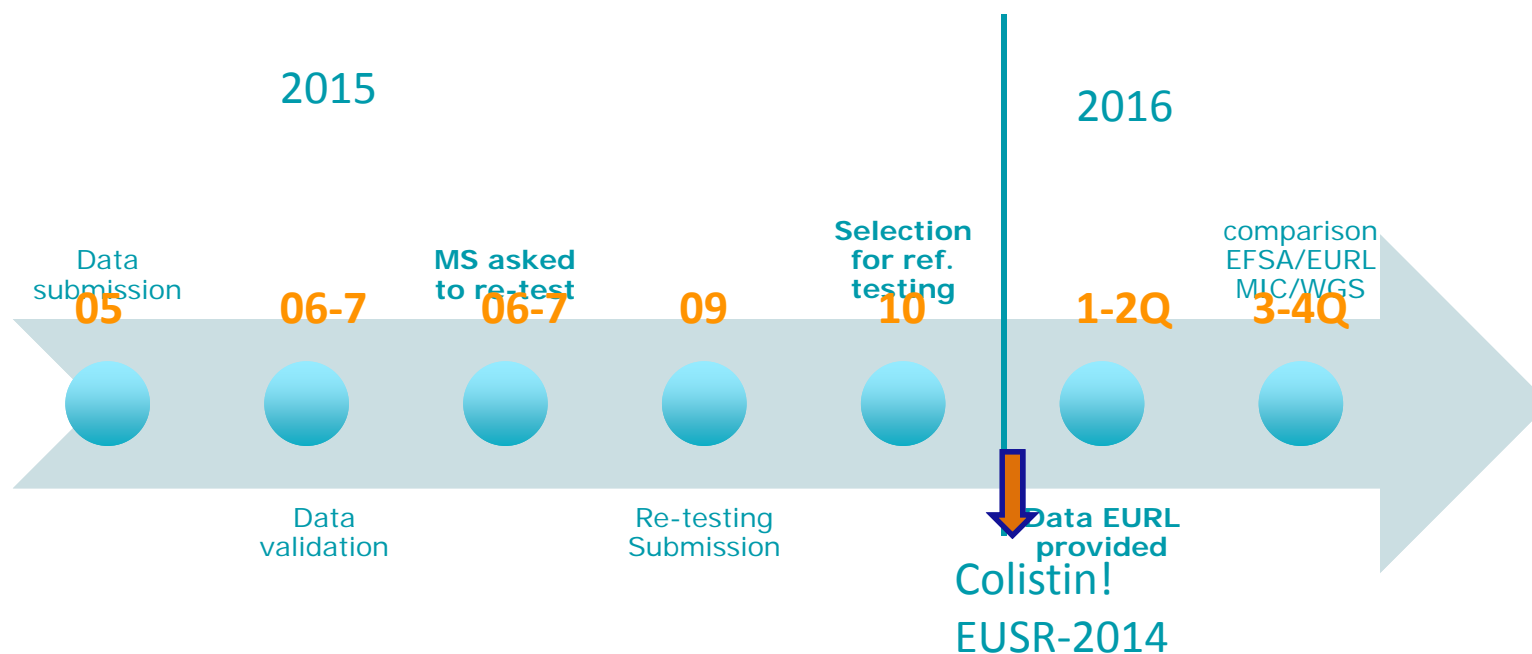 2015
2016
Data
submission
MS asked
to re-test
Selection
for ref.
testing
comparison
EFSA/EURL
MIC/WGS
05
06-7
06-7
09
10
1-2Q
3-4Q
Data
validation
Re-testing
Submission
Data EURL
provided
Colistin!
EUSR-2014